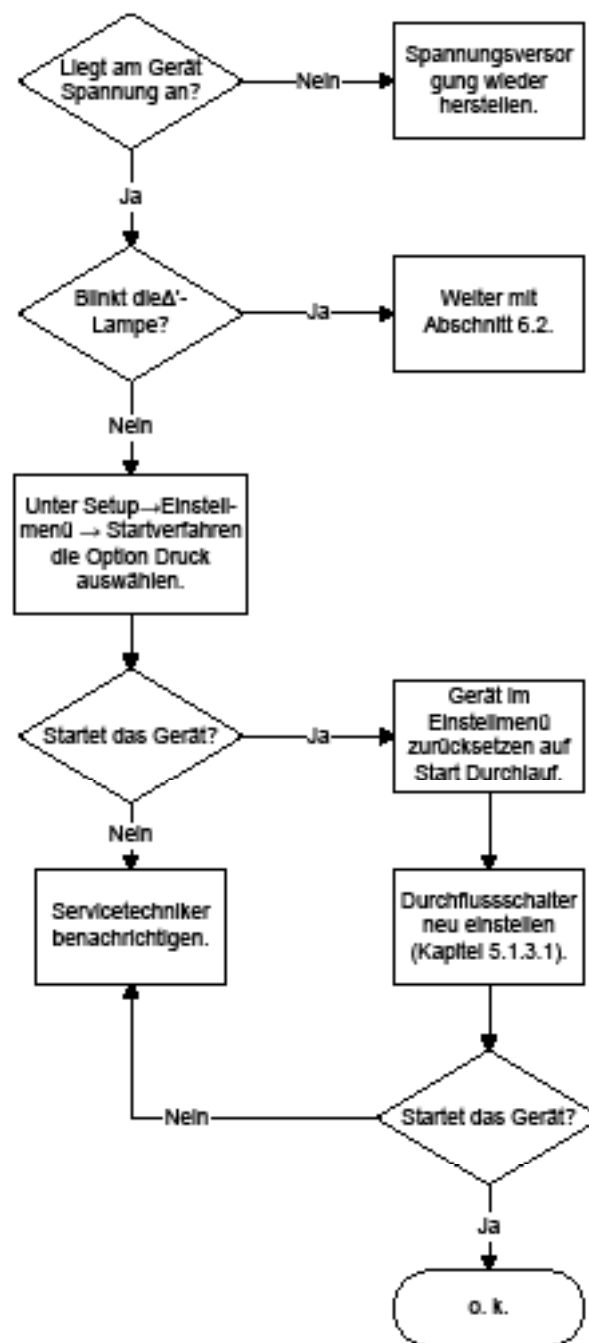 Liegt am Gerät
Spannung an?
Nein
Spannungsversor
gung wieder
herstellen.
Ja
Blinkt dieΔ'-
Lampe?
Ja
Weiter mit
Abschnitt 6.2.
Nein
Unter Setup→Einstell-
menü → Startverfahren
die Option Druck
auswählen.
Startet das Gerät?
Ja
Gerät im
Einstellmenü
zurücksetzen auf
Start Durchlauf.
Nein
Servicetechniker
benachrichtigen.
Durchflussschalter
neu einstellen
(Kapitel 5.1.3.1).
Nein
Startet das Gerät?
Ja
o. k.